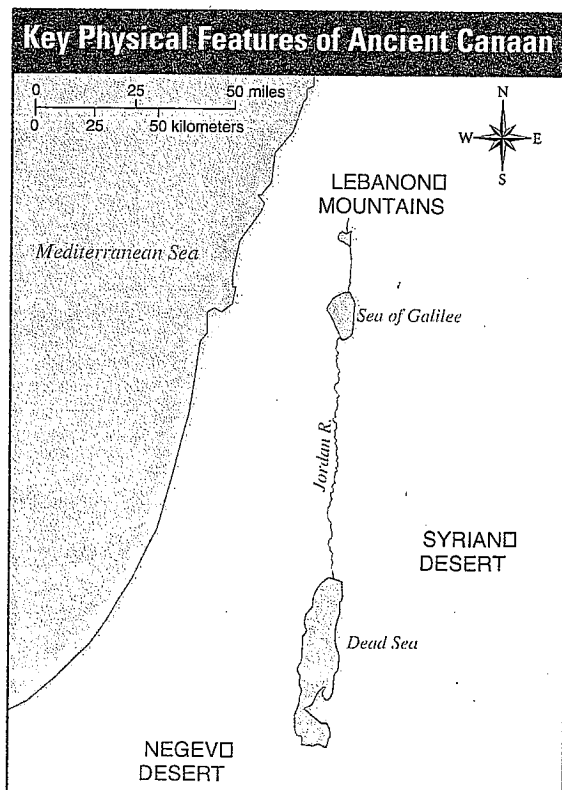 Key Physical Features of Ancient Canaan
0 25 50 miles
0 25 50 kilometers
N
W E
S
LEBANON
MOUNTAINS
Mediterranean Sea
Sea of Galilee
Jordan R.
SYRIAN
DESERT
Dead Sea
NEGEV
DESERT